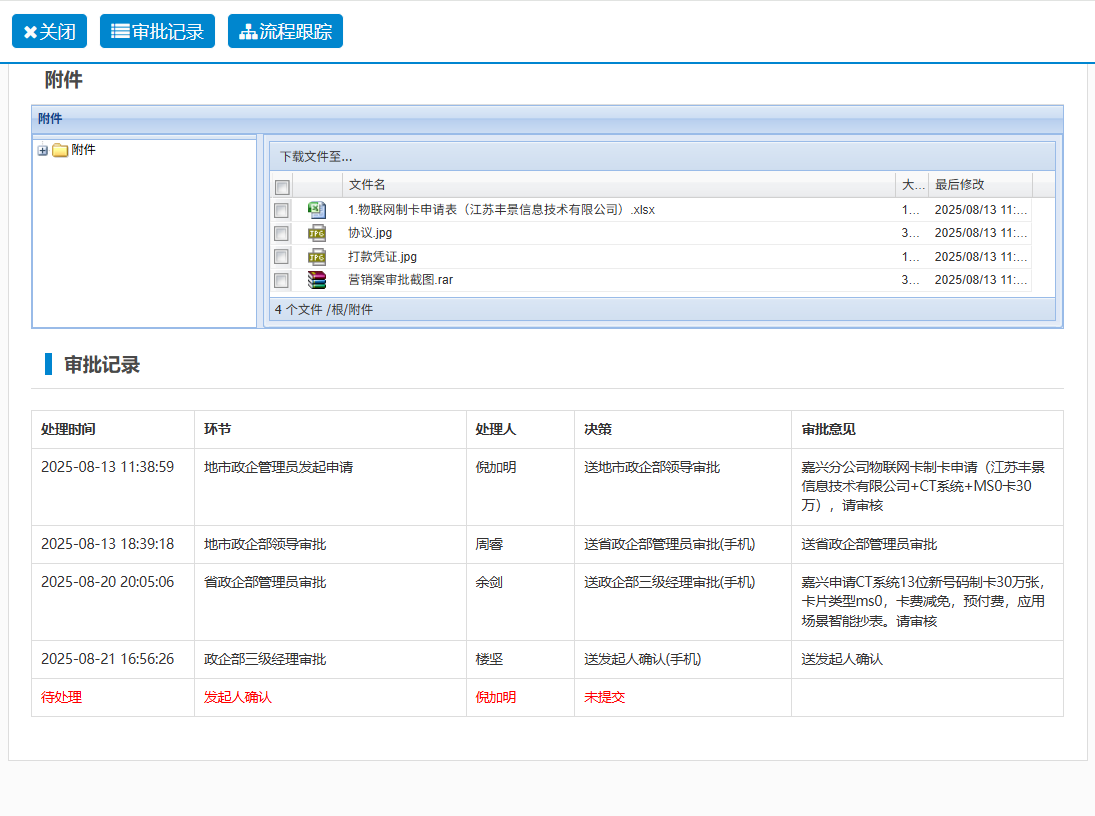 关闭 审批记录 流程跟踪
附件
附件
附件
下载文件至...
文件名 大... 最后修改
1.物联网制卡申请表（江苏丰景信息技术有限公司）.xlsx 1... 2025/08/13 11:...
协议.jpg 3... 2025/08/13 11:...
打款凭证.jpg 1... 2025/08/13 11:...
营销案审批截图.rar 3... 2025/08/13 11:...
4 个文件 /根/附件
审批记录
处理时间 环节 处理人 决策 审批意见
2025-08-13 11:38:59 地市政企管理员发起申请 倪加明 送地市政企部领导审批 嘉兴分公司物联网卡制卡申请（江苏丰景
信息技术有限公司+CT系统+MS0卡30
万），请审核
2025-08-13 18:39:18 地市政企部领导审批 周睿 送省政企部管理员审批(手机) 送省政企部管理员审批
2025-08-20 20:05:06 省政企部管理员审批 余剑 送政企部三级经理审批(手机) 嘉兴申请CT系统13位新号码制卡30万张，
卡片类型ms0，卡费减免，预付费，应用
场景智能抄表。请审核
2025-08-21 16:56:26 政企部三级经理审批 楼坚 送发起人确认(手机) 送发起人确认
待处理 发起人确认 倪加明 未提交